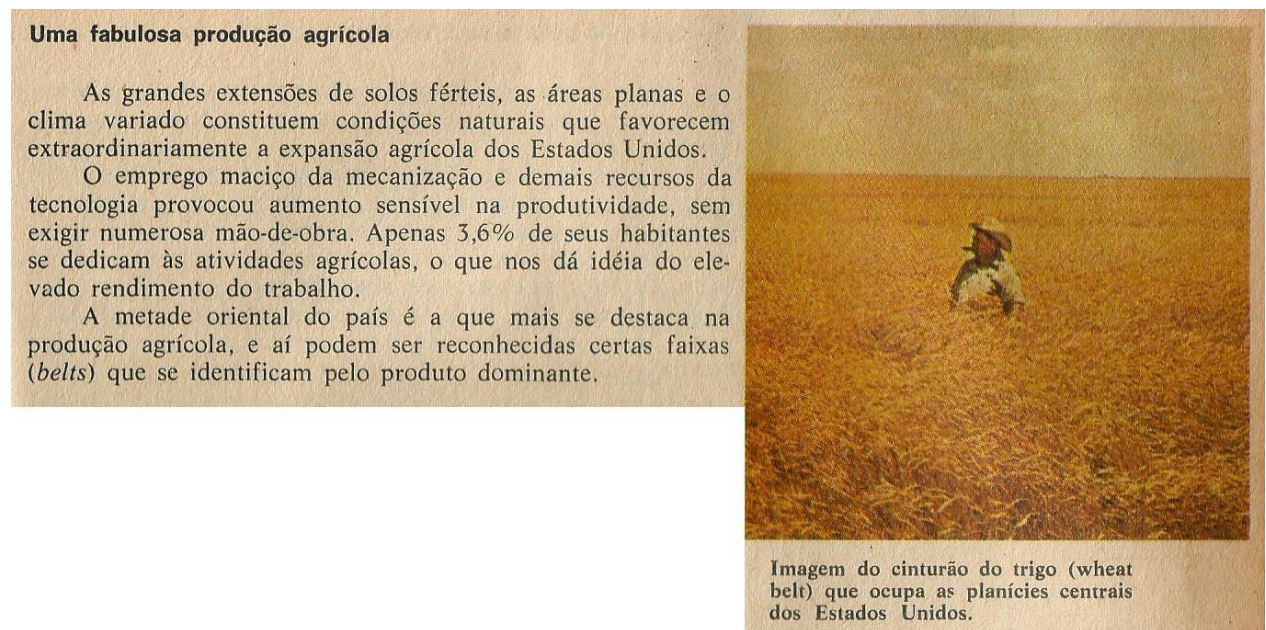 Uma fabulosa produção agrícola
As grandes extensões de solos férteis, as áreas planas e o
clima variado constituem condições naturais que favorecem
extraordinariamente a expansão agrícola dos Estados Unidos.
O emprego maciço da mecanização e demais recursos da
tecnologia provocou aumento sensível na produtividade, sem
exigir numerosa mão-de-obra. Apenas 3,6% de seus habitantes
se dedicam às atividades agrícolas, o que nos dá idéia do ele-
vado rendimento do trabalho.
A metade oriental do país é a que mais se destaca na
produção agrícola, e aí podem ser reconhecidas certas faixas
(belts) que se identificam pelo produto dominante.
Imagem do cinturão do trigo (wheat
belt) que ocupa as planícies centrais
dos Estados Unidos.